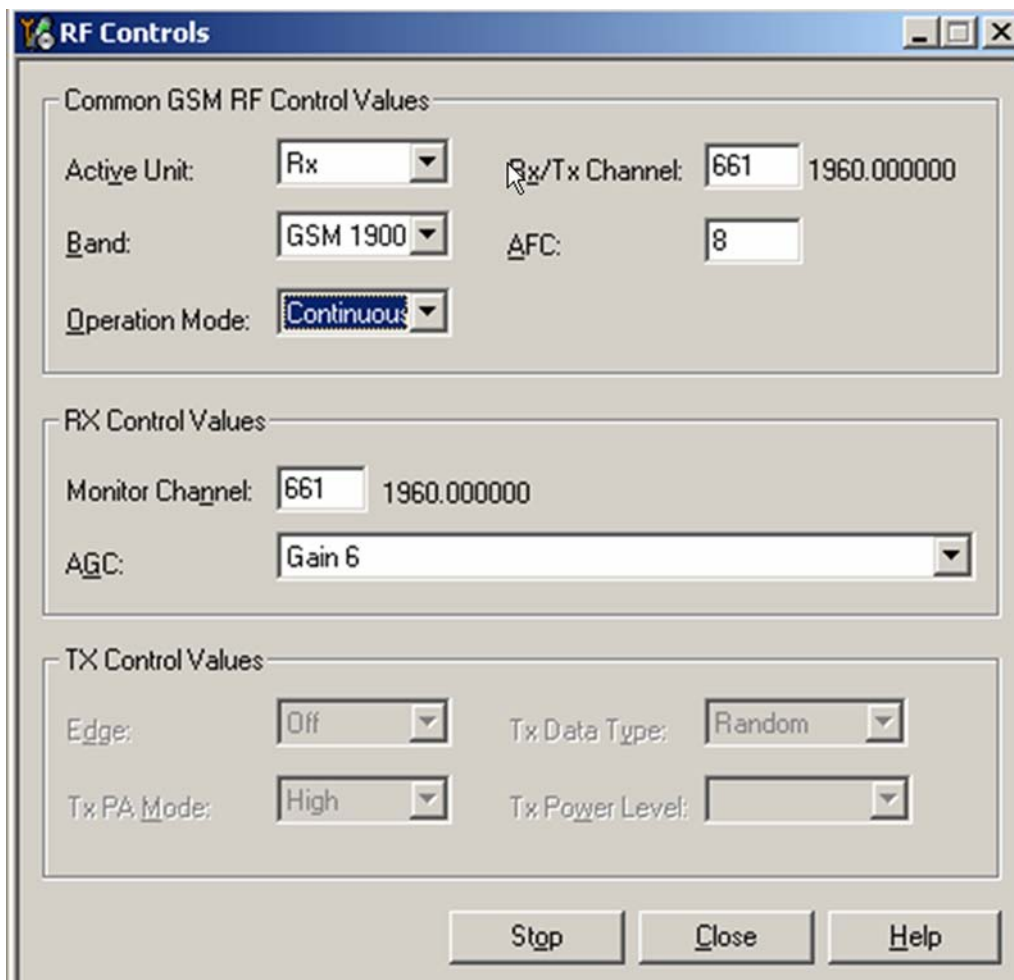 RF Controls
Common GSM RF Control Values
Active Unit: Rx Rx/Tx Channel: 661 1960.000000
Band: GSM 1900 AFC: 8
Operation Mode: Continuous
RX Control Values
Monitor Channel: 661 1960.000000
AGC: Gain 6
TX Control Values
Edge: Off Tx Data Type: Random
Tx PA Mode: High Tx Power Level:
Stop Close Help